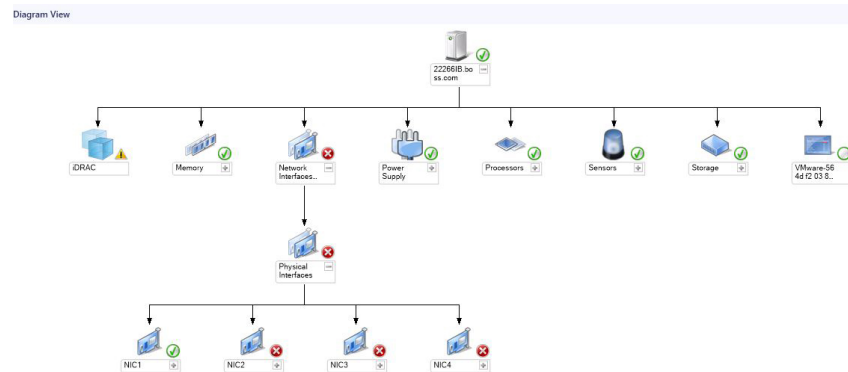 Diagram View
22266IB.bo
ss.com
iDRAC
Memory
Network
Interfaces..
Power
Supply
Processors
Sensors
Storage
VMware-56
4d f2 03 8..
Physical
Interfaces
NIC1
NIC2
NIC3
NIC4